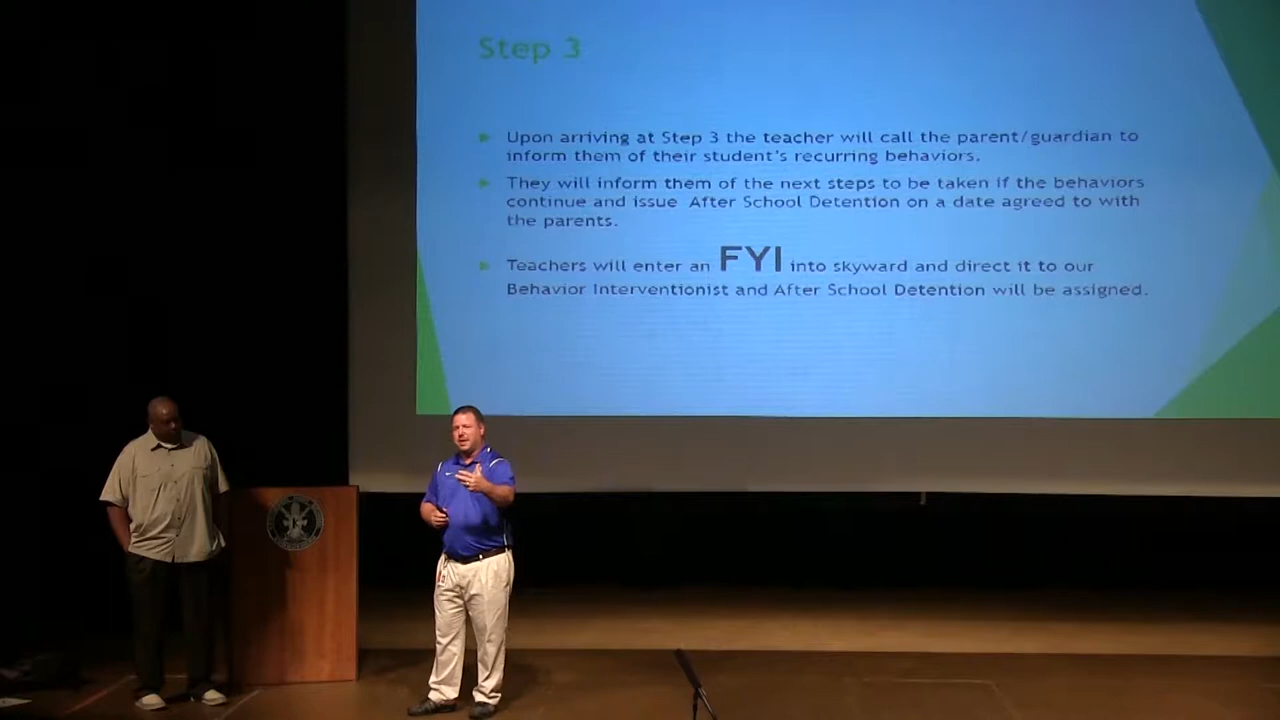 Step 3
Upon arriving at Step 3 the teacher will call the parent/guardian to
inform them of their student's recurring behaviors.
They will inform them of the next steps to be taken if the behaviors
continue and issue After School Detention on a date agreed to with
the parents.
Teachers will enter an FYI into skyward and direct it to our
Behavior Interventionist and After School Detention will be assigned.